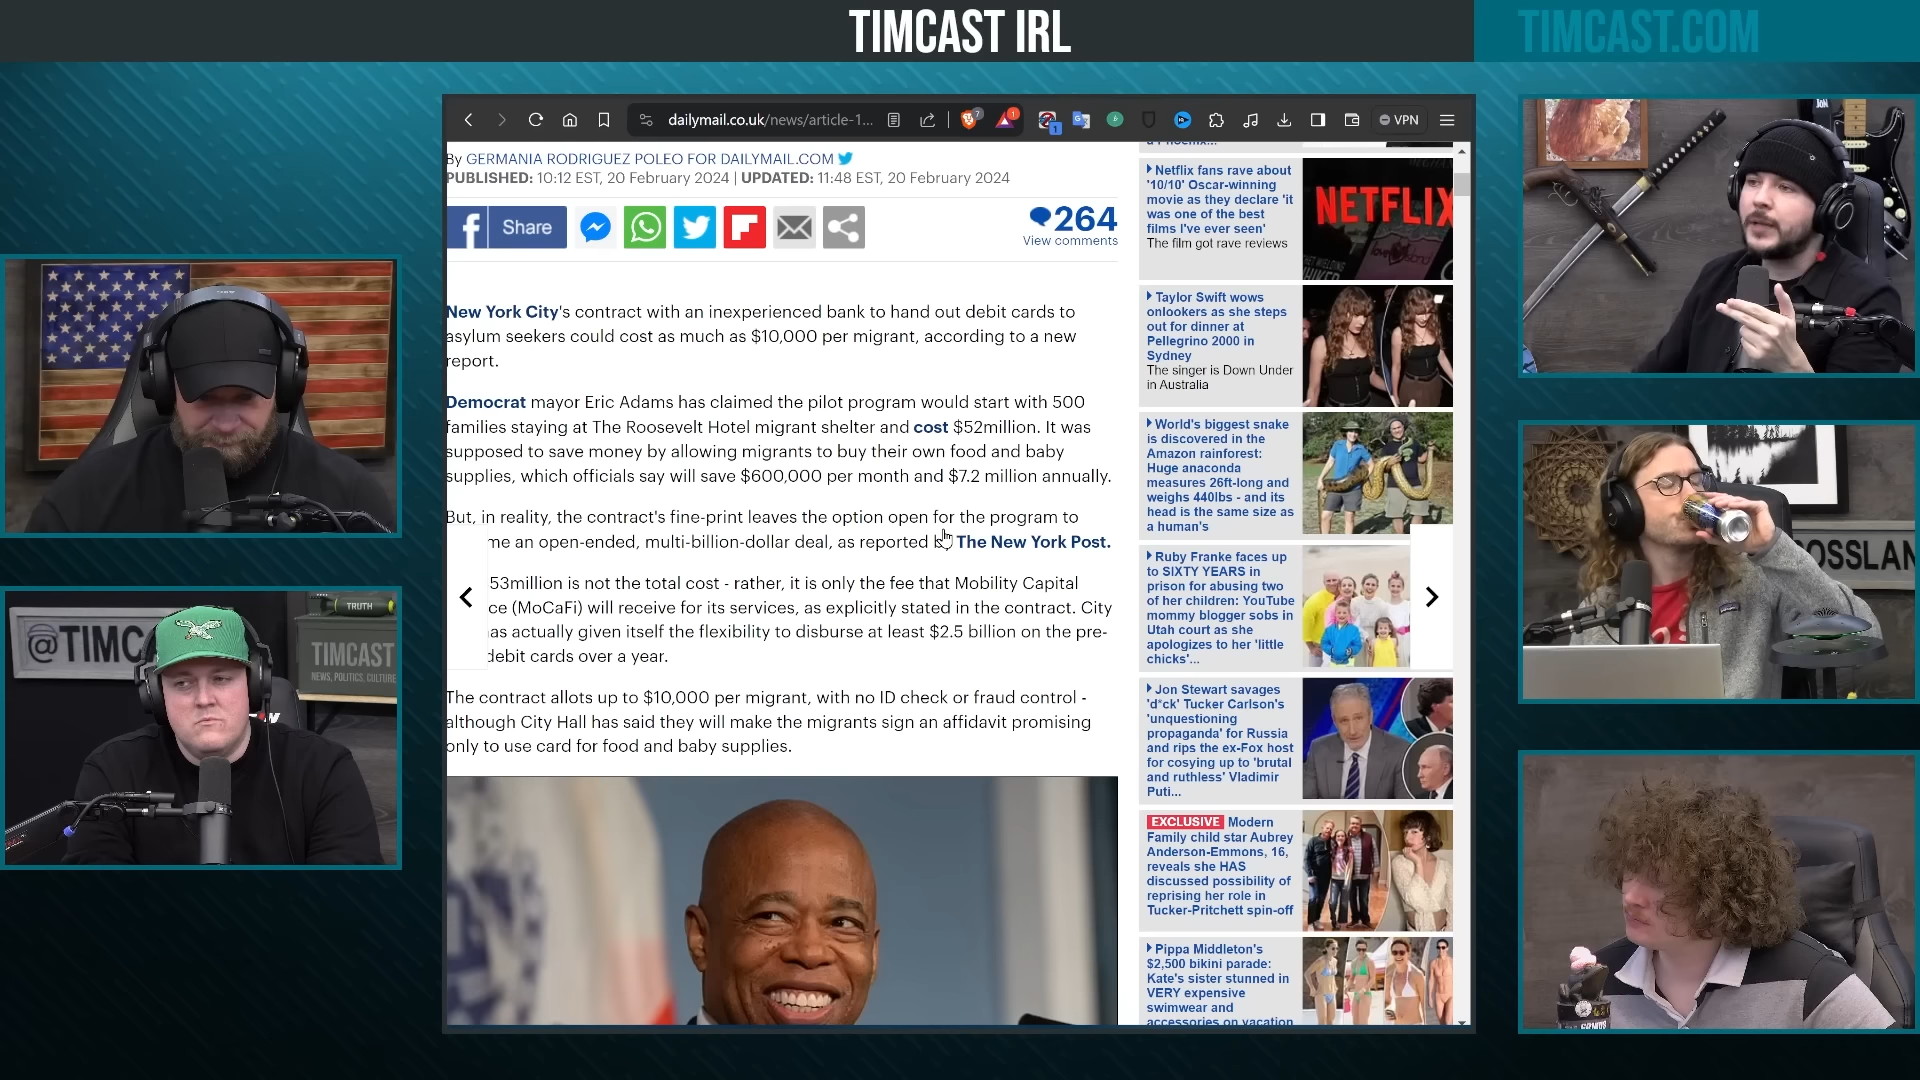 TIMCAST IRL
TIMCAST.COM
dailymail.co.uk/news/article-1...
VPN
By GERMANIA RODRIGUEZ POLEO FOR DAILYMAIL.COM
PUBLISHED: 10:12 EST, 20 February 2024 | UPDATED: 11:48 EST, 20 February 2024
Share
264
View comments
New York City's contract with an inexperienced bank to hand out debit cards to
asylum seekers could cost as much as $10,000 per migrant, according to a new
report.
Democrat mayor Eric Adams has claimed the pilot program would start with 500
families staying at The Roosevelt Hotel migrant shelter and cost $52million. It was
supposed to save money by allowing migrants to buy their own food and baby
supplies, which officials say will save $600,000 per month and $7.2 million annually.
But, in reality, the contract's fine-print leaves the option open for the program to
me an open-ended, multi-billion-dollar deal, as reported The New York Post.
53million is not the total cost - rather, it is only the fee that Mobility Capital
ce (MoCaFi) will receive for its services, as explicitly stated in the contract. City
as actually given itself the flexibility to disburse at least $2.5 billion on the pre-
debit cards over a year.
The contract allots up to $10,000 per migrant, with no ID check or fraud control -
although City Hall has said they will make the migrants sign an affidavit promising
only to use card for food and baby supplies.
Netflix fans rave about
'10/10' Oscar-winning
movie as they declare 'it
was one of the best
films I've ever seen'
The film got rave reviews
NETFLIX
Taylor Swift wows
onlookers as she steps
out for dinner at
Pellegrino 2000 in
Sydney
The singer is Down Under
in Australia
World's biggest snake
is discovered in the
Amazon rainforest:
Huge anaconda
measures 26ft-long and
weighs 440lbs - and its
head is the same size as
a human's
Ruby Franke faces up
to SIXTY YEARS in
prison for abusing two
of her children: YouTube
mommy blogger sobs in
Utah court as she
apologizes to her 'little
chicks'...
Jon Stewart savages
'd*ck' Tucker Carlson's
'unquestioning
propaganda' for Russia
and rips the ex-Fox host
for cosying up to 'brutal
and ruthless' Vladimir
Puti...
EXCLUSIVE Modern
Family child star Aubrey
Anderson-Emmons, 16,
reveals she HAS
discussed possibility of
reprising her role in
Tucker-Pritchett spin-off
Pippa Middleton's
$2,500 bikini parade:
Kate's sister stunned in
VERY expensive
swimwear and
accessories on vacation
@TIMC
TRUTH
TIMCAST
NEWS, POLITICS, CULTURE
OSSLAN